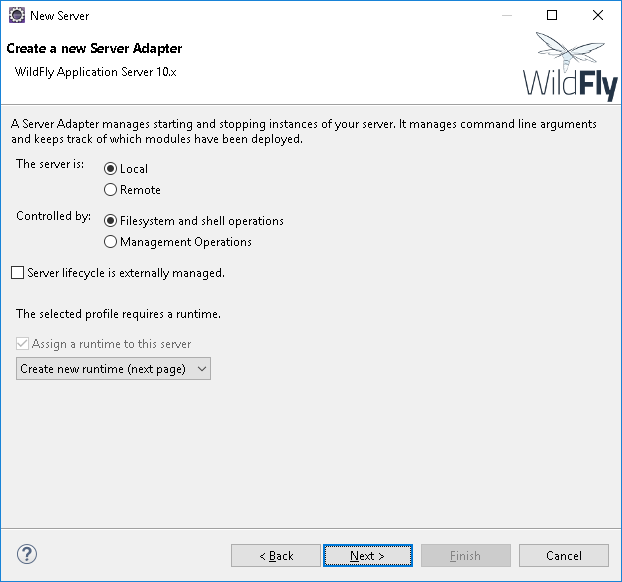 New Server
Create a new Server Adapter
WildFly Application Server 10.x
WildFly
A Server Adapter manages starting and stopping instances of your server. It manages command line arguments
and keeps track of which modules have been deployed.
The server is:
Local
Remote
Controlled by:
Filesystem and shell operations
Management Operations
Server lifecycle is externally managed.
The selected profile requires a runtime.
Assign a runtime to this server
Create new runtime (next page)
?
< Back
Next >
Finish
Cancel